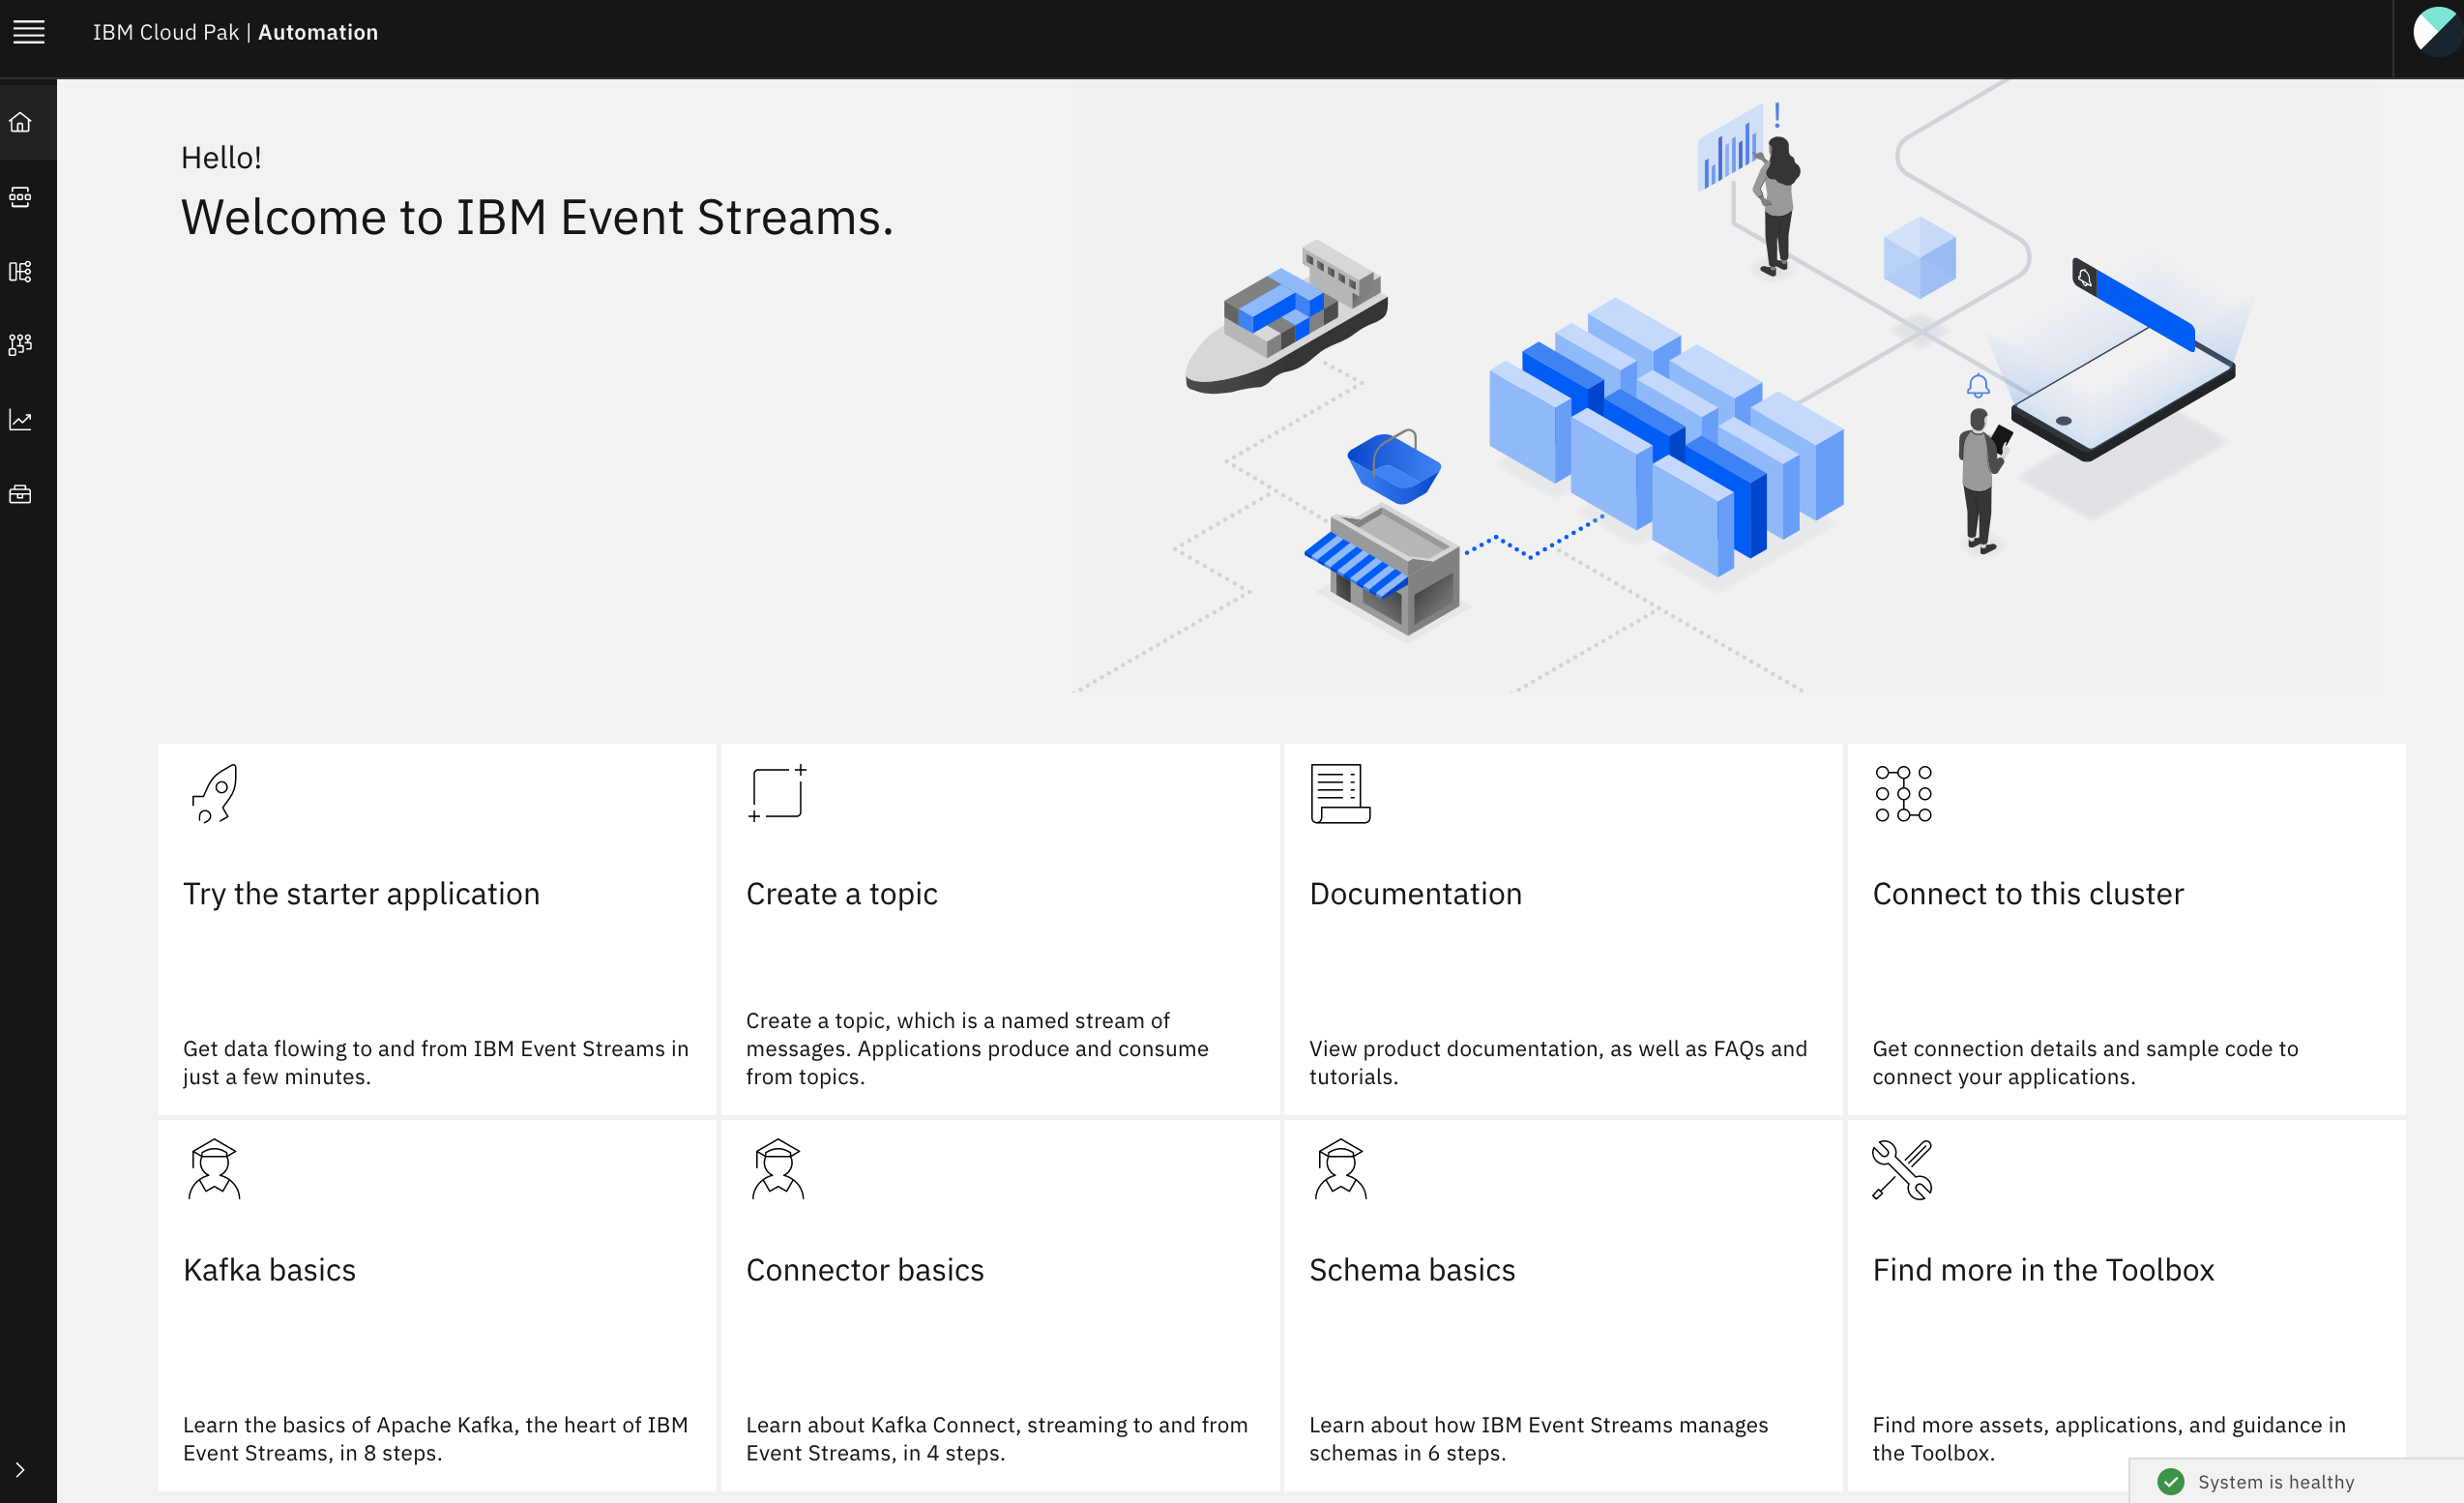 IBM Cloud Pak | Automation
Hello!
Welcome to IBM Event Streams.
Try the starter application
Get data flowing to and from IBM Event Streams in
just a few minutes.
Create a topic
Create a topic, which is a named stream of
messages. Applications produce and consume
from topics.
Documentation
View product documentation, as well as FAQs and
tutorials.
Connect to this cluster
Get connection details and sample code to
connect your applications.
Kafka basics
Learn the basics of Apache Kafka, the heart of IBM
Event Streams, in 8 steps.
Connector basics
Learn about Kafka Connect, streaming to and from
Event Streams, in 4 steps.
Schema basics
Learn about how IBM Event Streams manages
schemas in 6 steps.
Find more in the Toolbox
Find more assets, applications, and guidance in
the Toolbox.
System is healthy